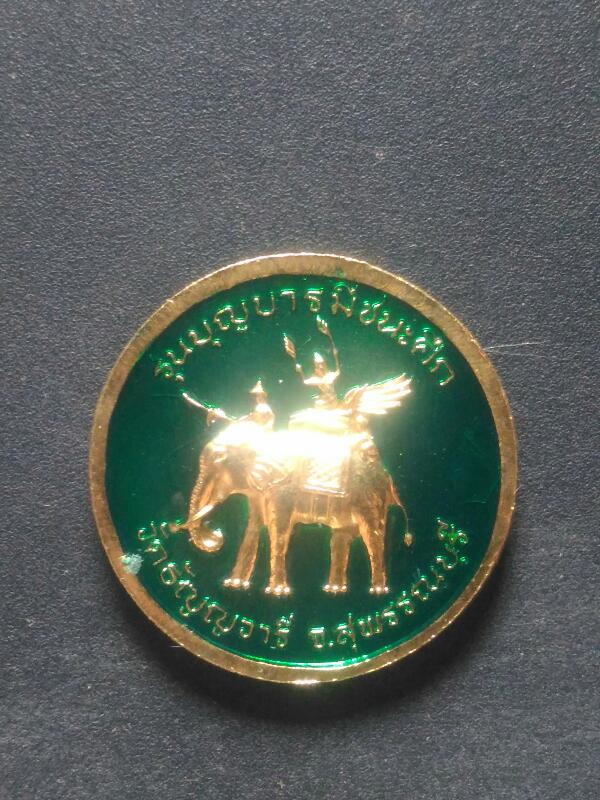 รุ่นบุญบารมีชนะศึก
วัดธัญญวารี จ.สุพรรณบุรี